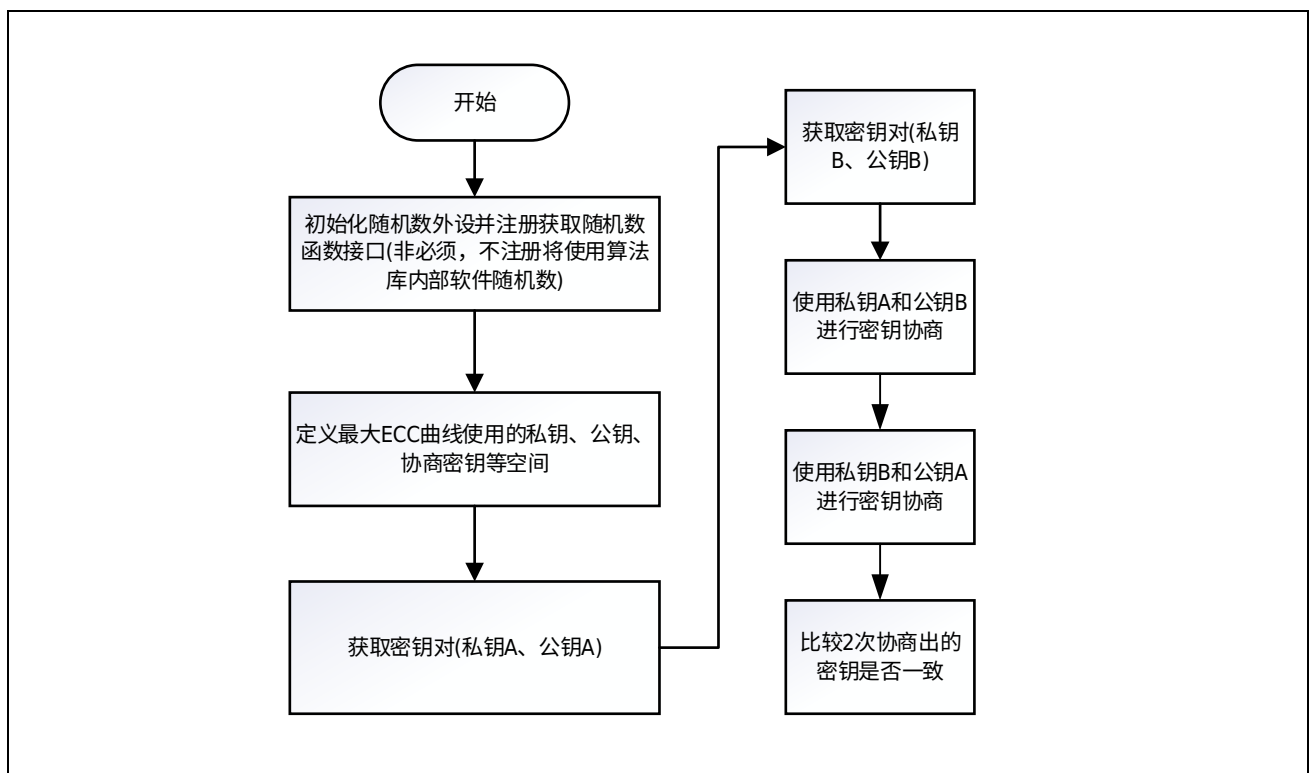 开始
初始化随机数外设并注册获取随机数
函数接口(非必须，不注册将使用算法
库内部软件随机数)
定义最大ECC曲线使用的私钥、公钥、
协商密钥等空间
获取密钥对(私钥A、公钥A)
获取密钥对(私钥
B、公钥B)
使用私钥A和公钥B
进行密钥协商
使用私钥B和公钥A
进行密钥协商
比较2次协商出的
密钥是否一致